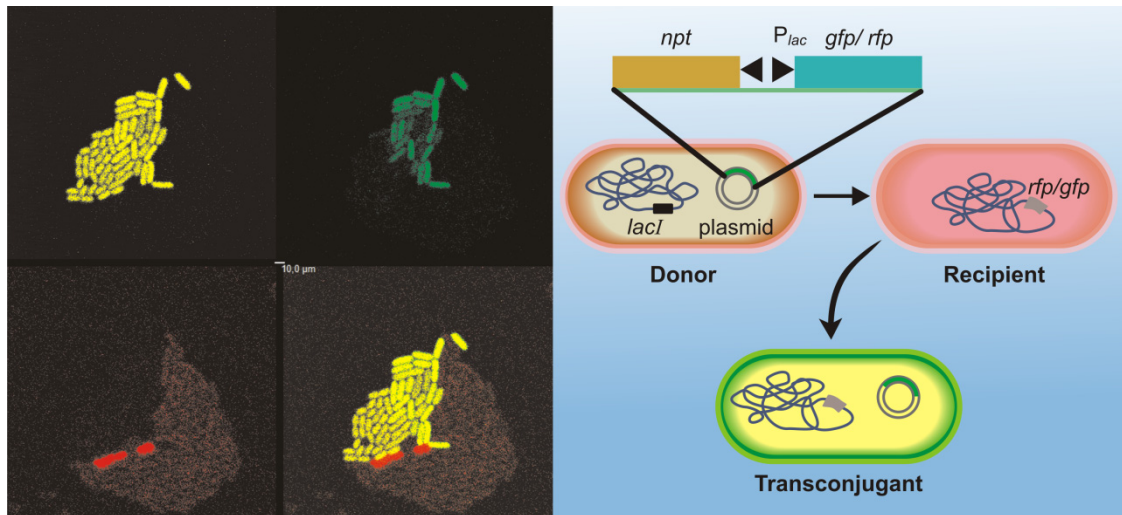 10,0 µm
npt
Plac
gfp/ rfp
lacI
plasmid
rfp/gfp
Donor
Recipient
Transconjugant